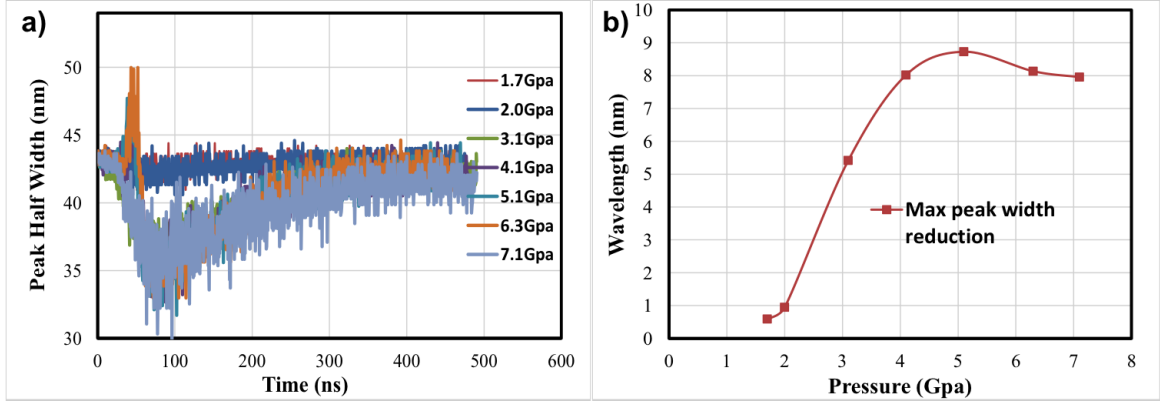 a)
Peak Half Width (nm)
50
45
40
35
30
0 100 200 300 400 500 600
Time (ns)
1.7Gpa
2.0Gpa
3.1Gpa
4.1Gpa
5.1Gpa
6.3Gpa
7.1Gpa
b)
Wavelength (nm)
10
9
8
7
6
5
4
3
2
1
0
0 1 2 3 4 5 6 7 8
Pressure (Gpa)
Max peak width
reduction